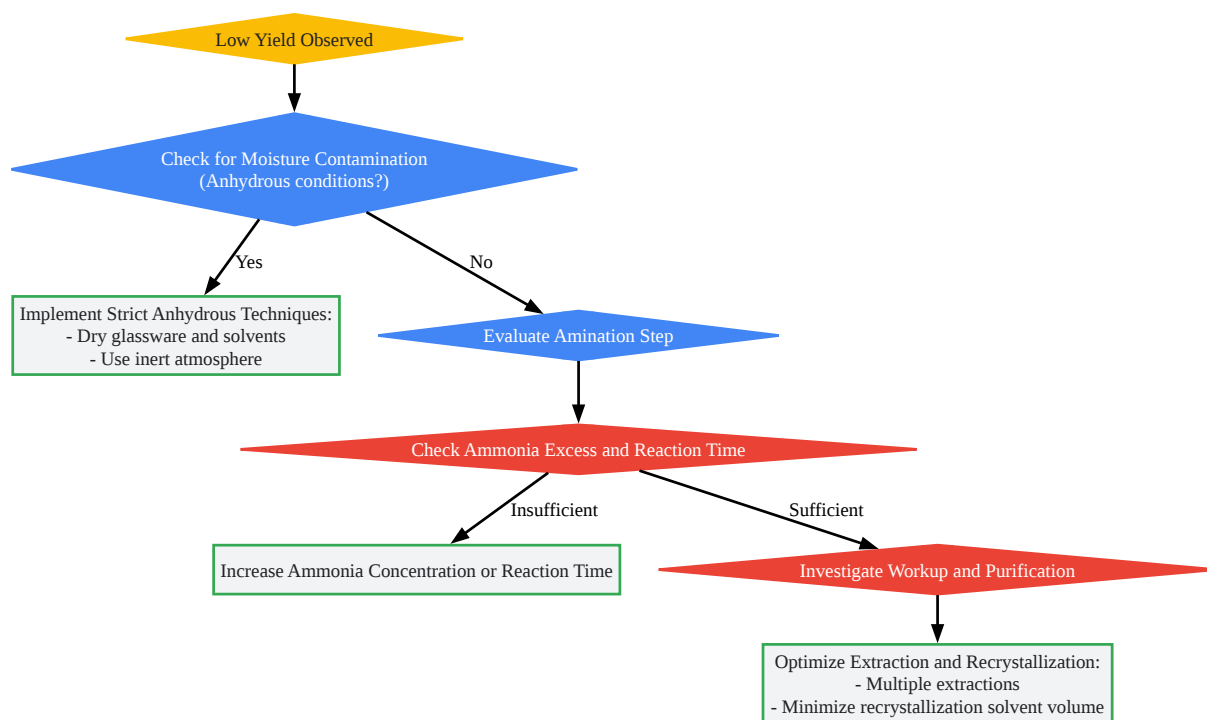 Low Yield Observed
Check for Moisture Contamination
(Anhydrous conditions?)
Yes
No
Implement Strict Anhydrous Techniques:
- Dry glassware and solvents
- Use inert atmosphere
Evaluate Amination Step
Check Ammonia Excess and Reaction Time
Insufficient
Sufficient
Increase Ammonia Concentration or Reaction Time
Investigate Workup and Purification
Optimize Extraction and Recrystallization:
- Multiple extractions
- Minimize recrystallization solvent volume